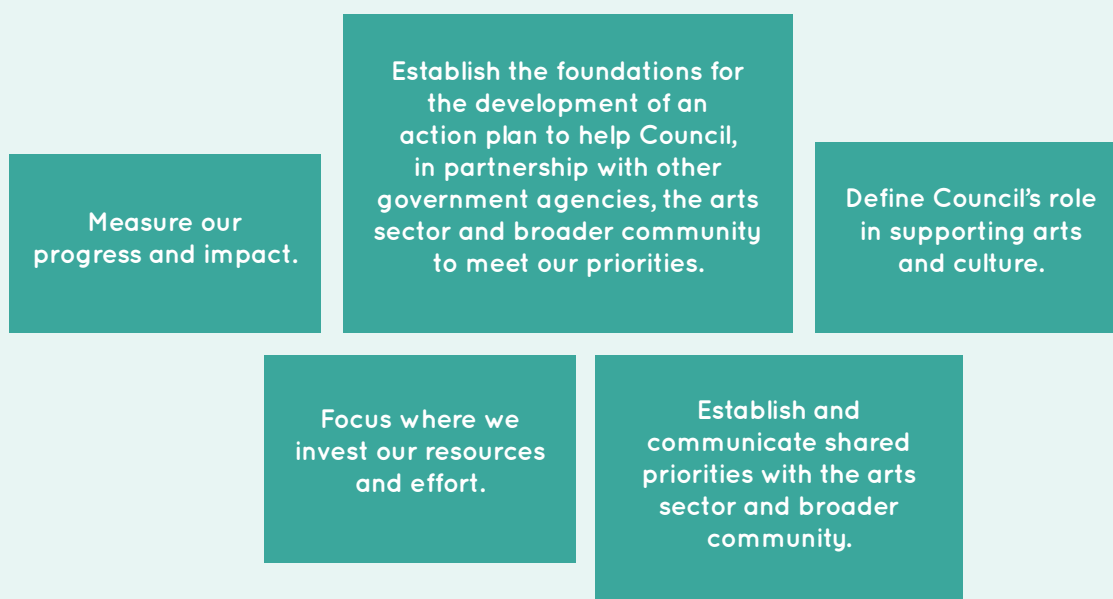 Measure our
progress and impact.
Establish the foundations for
the development of an
action plan to help Council,
in partnership with other
government agencies, the arts
sector and broader community
to meet our priorities.
Define Council’s role
in supporting arts
and culture.
Focus where we
invest our resources
and effort.
Establish and
communicate shared
priorities with the arts
sector and broader
community.